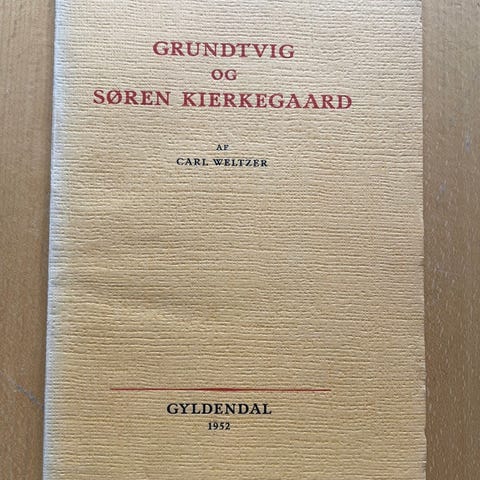 GRUNDTVIG
OG
SØREN KIERKEGAARD
AF
CARL WELTZER
GYLDENDAL
1952